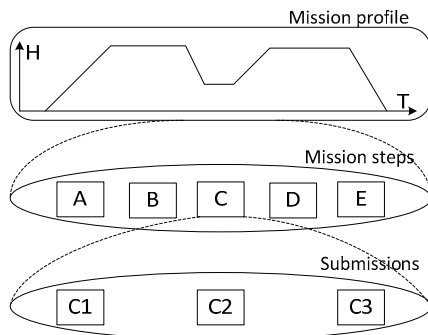 Mission profile
H
T
Mission steps
A B C D E
Submissions
C1 C2 C3